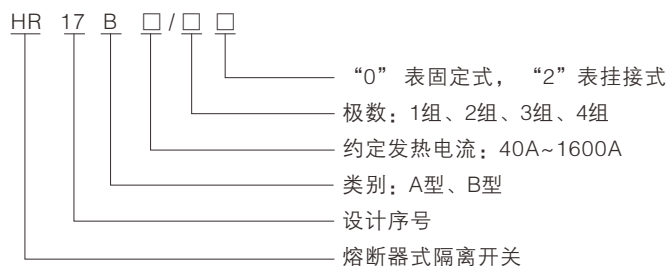 HR 17 B □ / □ □
“0” 表固定式， “2”表挂接式
极数：1组、2组、3组、4组
约定发热电流：40A~1600A
类别：A型、B型
设计序号
熔断器式隔离开关